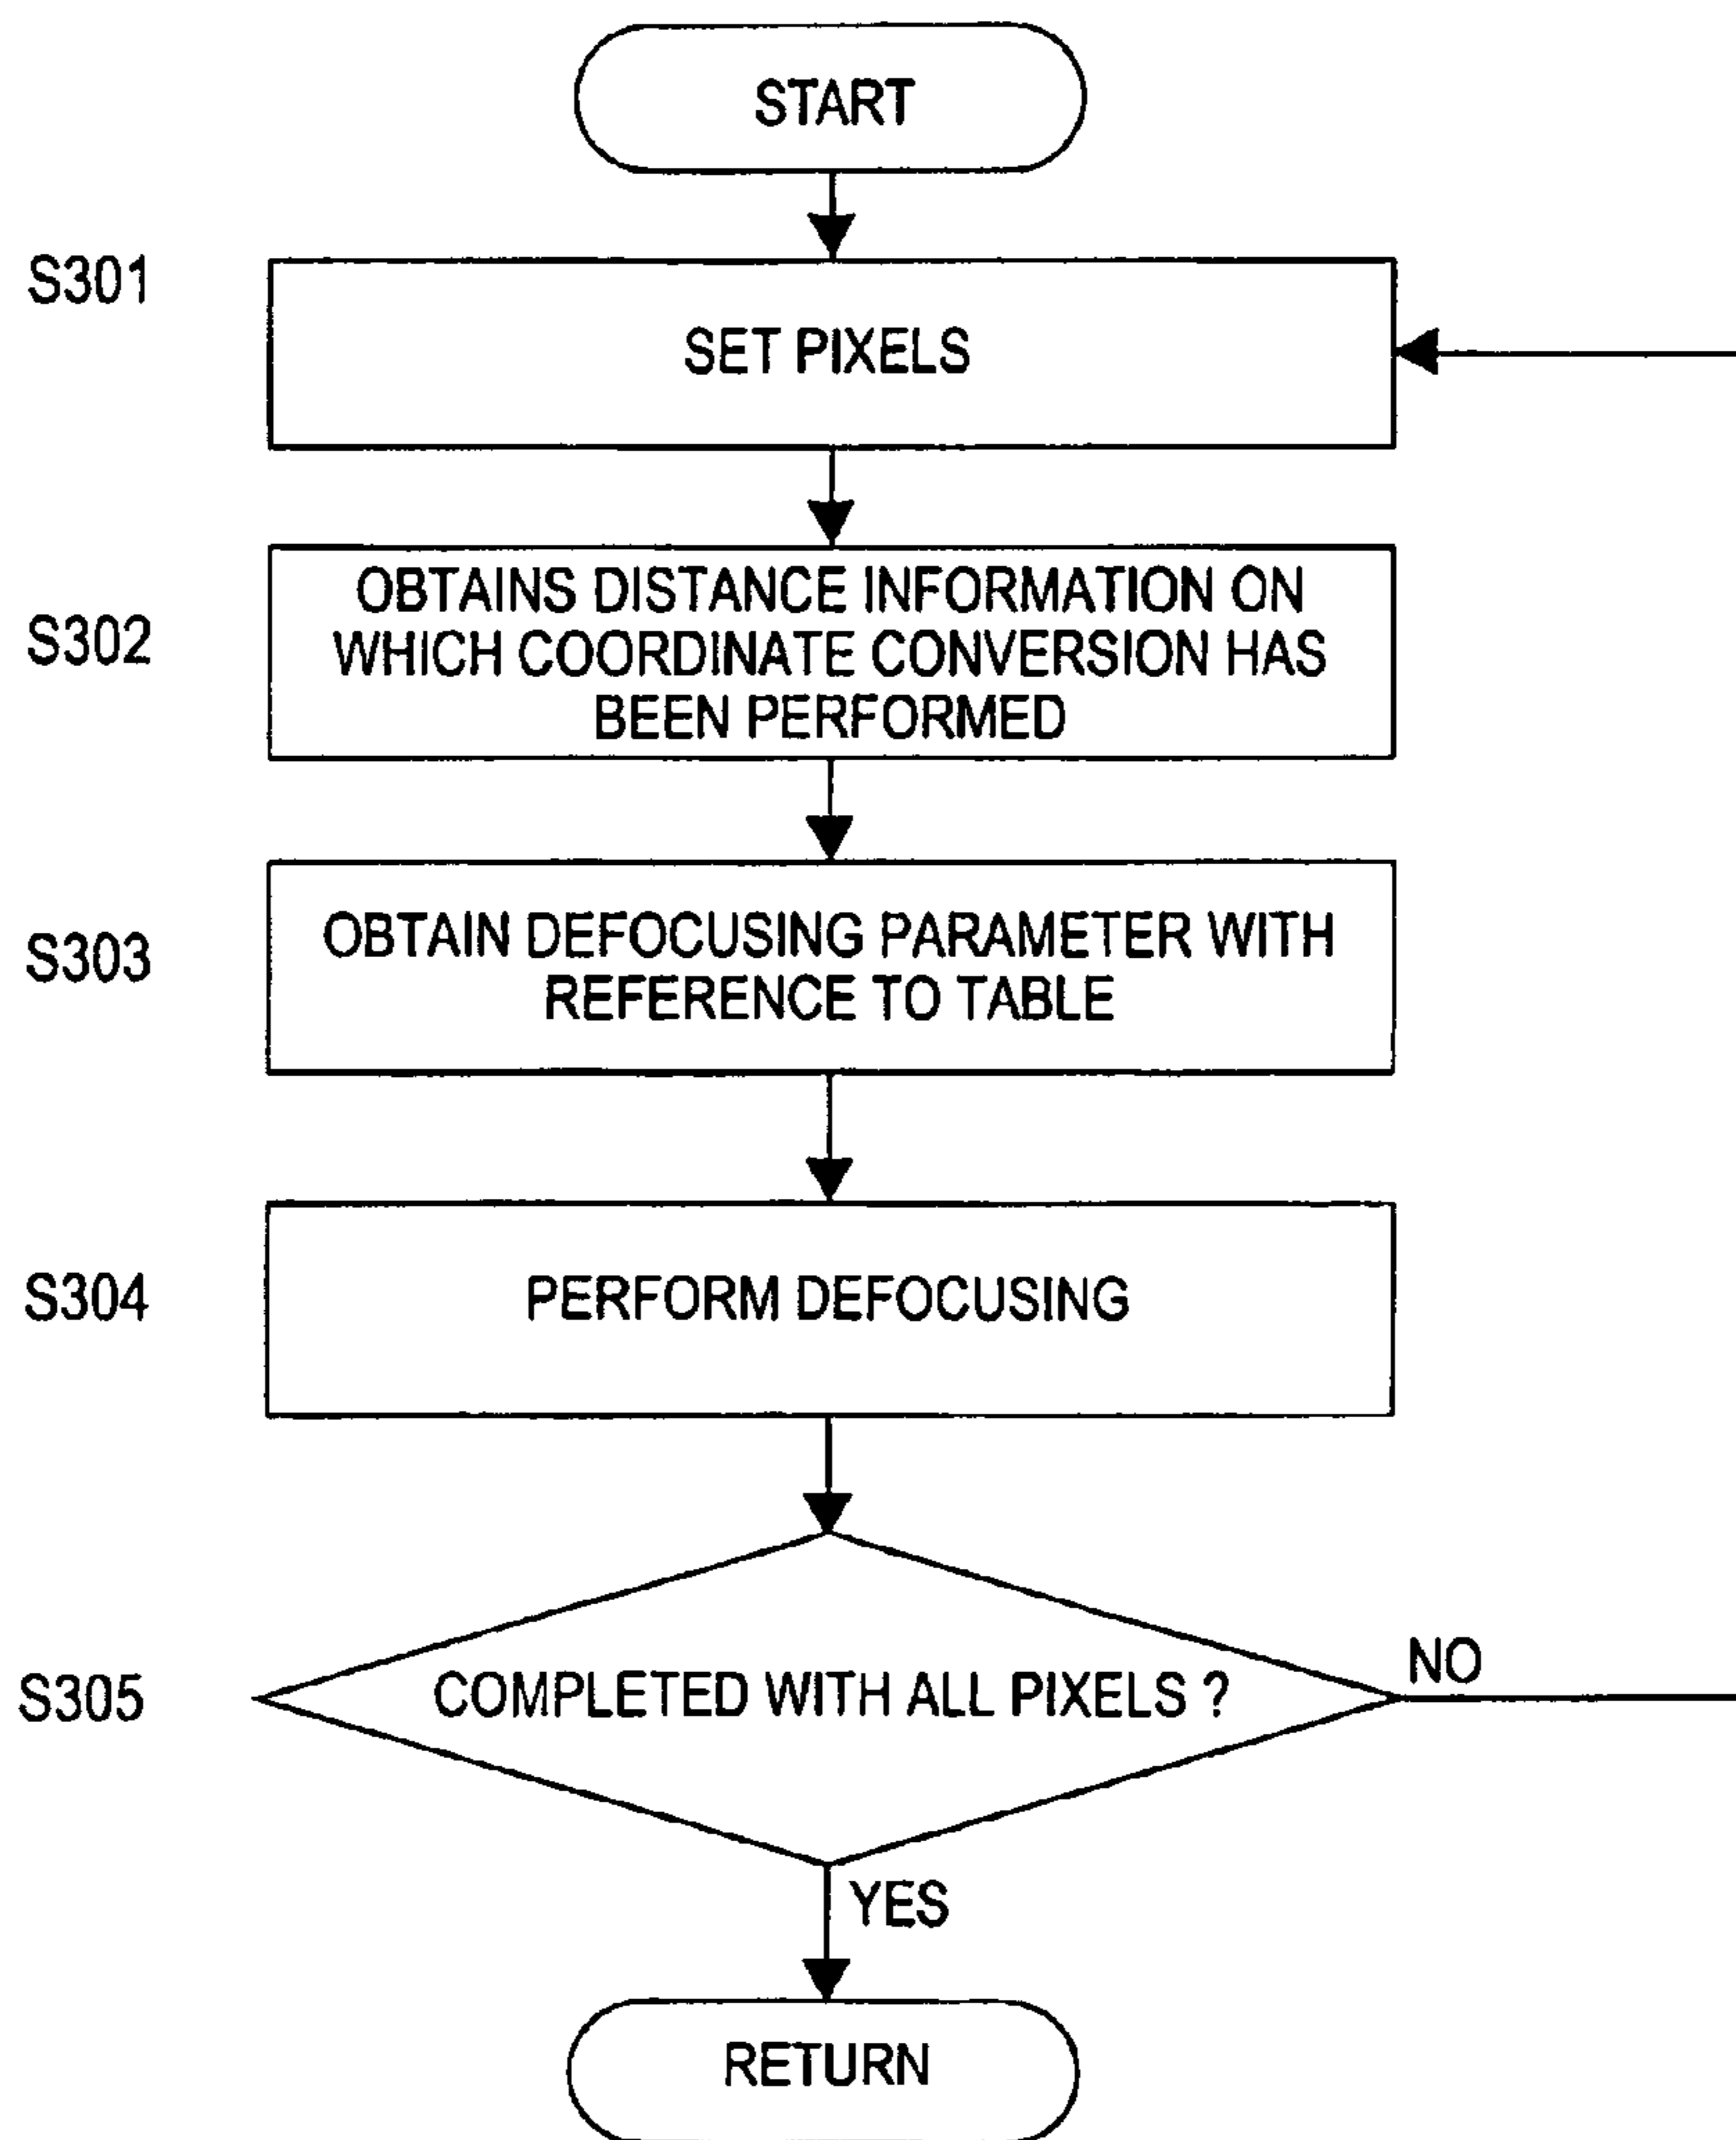 START
S301
SET PIXELS
S302
OBTAINS DISTANCE INFORMATION ON
WHICH COORDINATE CONVERSION HAS
BEEN PERFORMED
S303
OBTAIN DEFOCUSING PARAMETER WITH
REFERENCE TO TABLE
S304
PERFORM DEFOCUSING
S305
COMPLETED WITH ALL PIXELS ?
NO
YES
RETURN